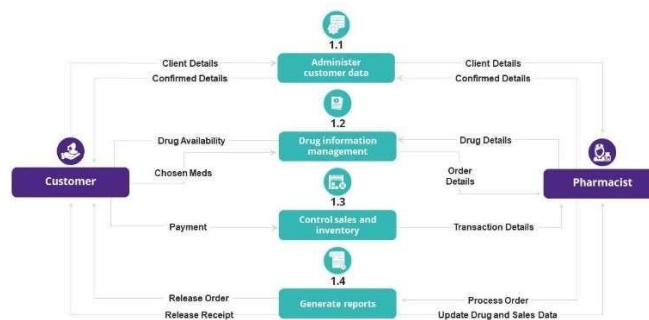 1.1
Administer
customer data
Client Details
Confirmed Details
Client Details
Confirmed Details
1.2
Drug information
management
Drug Availability
Chosen Meds
Drug Details
Order
Details
Customer
Pharmacist
1.3
Control sales and
inventory
Payment
Transaction Details
1.4
Generate reports
Release Order
Release Receipt
Process Order
Update Drug and Sales Data